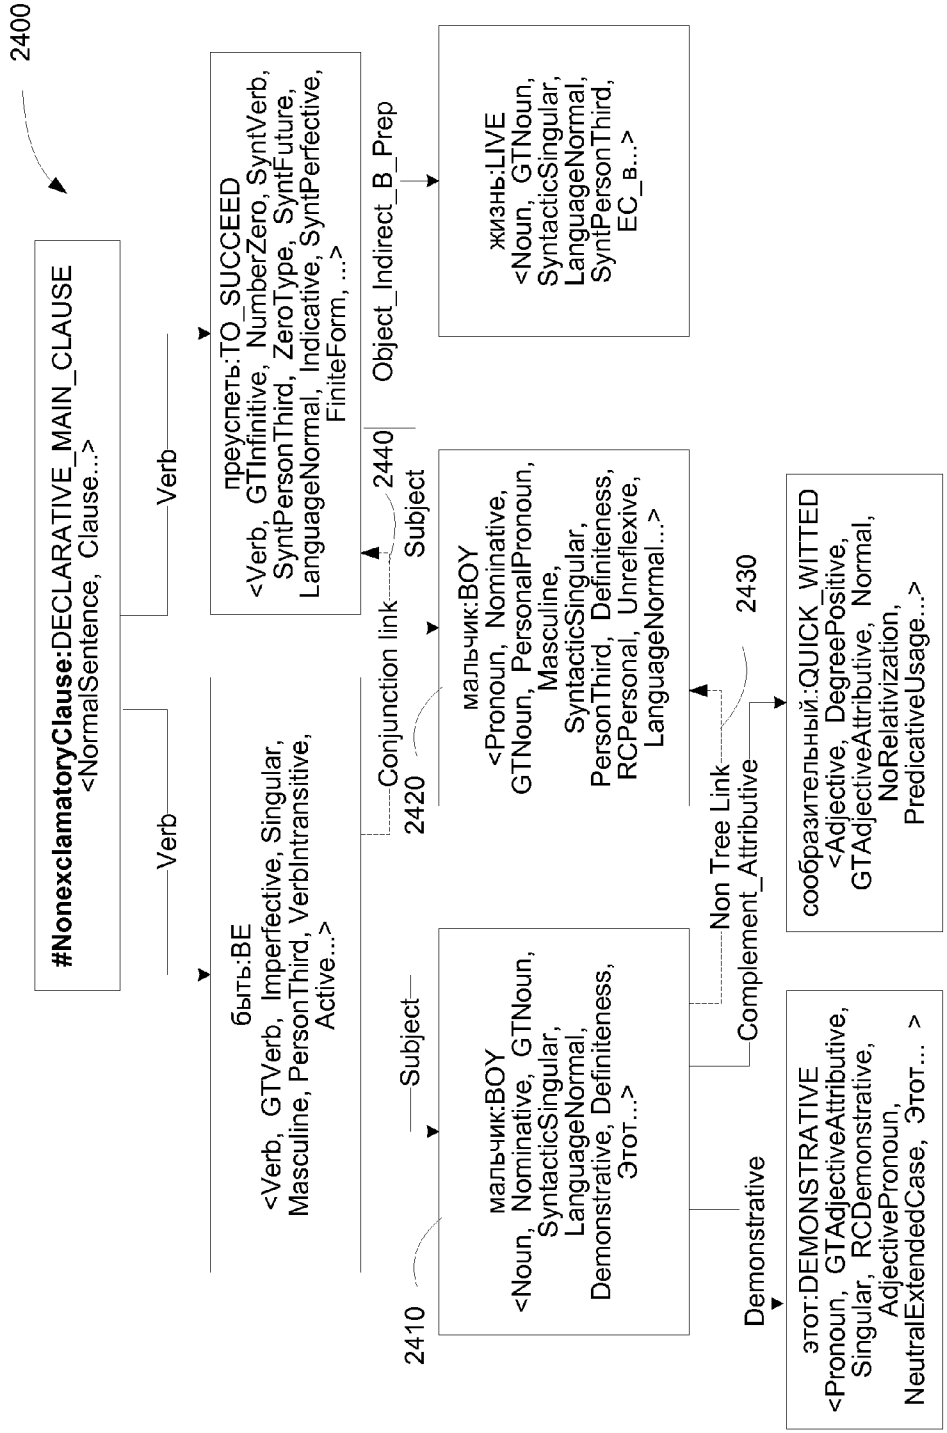 2400
#NonexclamatoryClause:DECLARATIVE_MAIN_CLAUSE
<NormalSentence, Clause...>
Verb
Verb
быть:BE
<Verb, GTVerb, Imperfective, Singular,
Masculine, PersonThird, VerbIntransitive,
Active...>
преуспеть:TO_SUCCEED
<Verb, GTInfinitive, NumberZero, SyntVerb,
SyntPersonThird, ZeroType, SyntFuture,
LanguageNormal, Indicative, SyntPerfective,
FiniteForm, ...>
Conjunction link
2440
Object_Indirect_В_Prep
Subject
Subject
2410
2420
мальчик:BOY
<Noun, Nominative, GTNoun,
SyntacticSingular,
LanguageNormal,
Demonstrative, Definiteness,
Этот...>
мальчик:BOY
<Pronoun, Nominative,
GTNoun, PersonalPronoun,
Masculine,
SyntacticSingular,
PersonThird, Definiteness,
RCPersonal, Unreflexive,
LanguageNormal...>
жизнь:LIVE
<Noun, GTNoun,
SyntacticSingular,
LanguageNormal,
SyntPersonThird,
EC_в...>
Non Tree Link
2430
Complement_Attributive
Demonstrative
этот:DEMONSTRATIVE
<Pronoun, GTAdjectiveAttributive,
Singular, RCDemonstrative,
AdjectivePronoun,
NeutralExtendedCase, Этот... >
сообразительный:QUICK_WITTED
<Adjective, DegreePositive,
GTAdjectiveAttributive, Normal,
NoRelativization,
PredicativeUsage...>